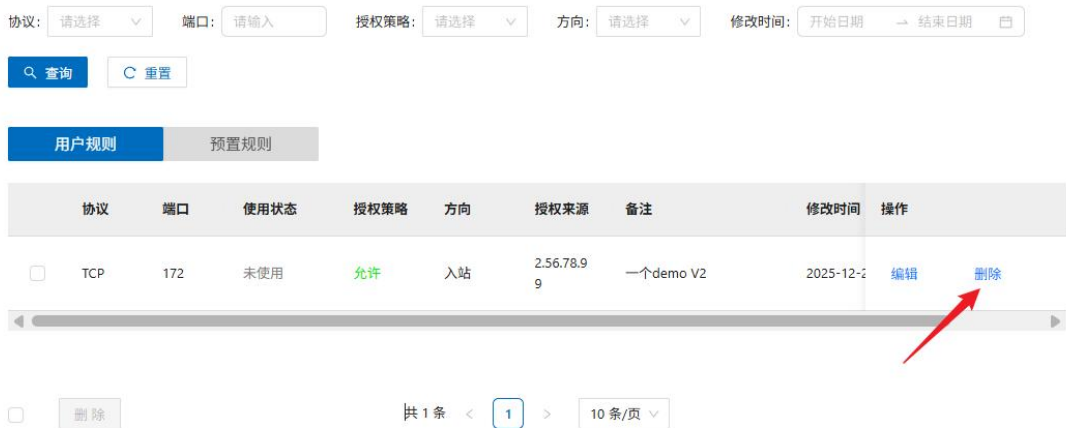 协议: 请选择 端口: 请输入 授权策略: 请选择 方向: 请选择 修改时间: 开始日期 → 结束日期
查询 重置
用户规则 预置规则
协议 端口 使用状态 授权策略 方向 授权来源 备注 修改时间 操作
TCP 172 未使用 允许 入站 2.56.78.9 一个demo V2 2025-12-2 编辑 删除
9
删 除 共 1 条 < 1 > 10 条/页